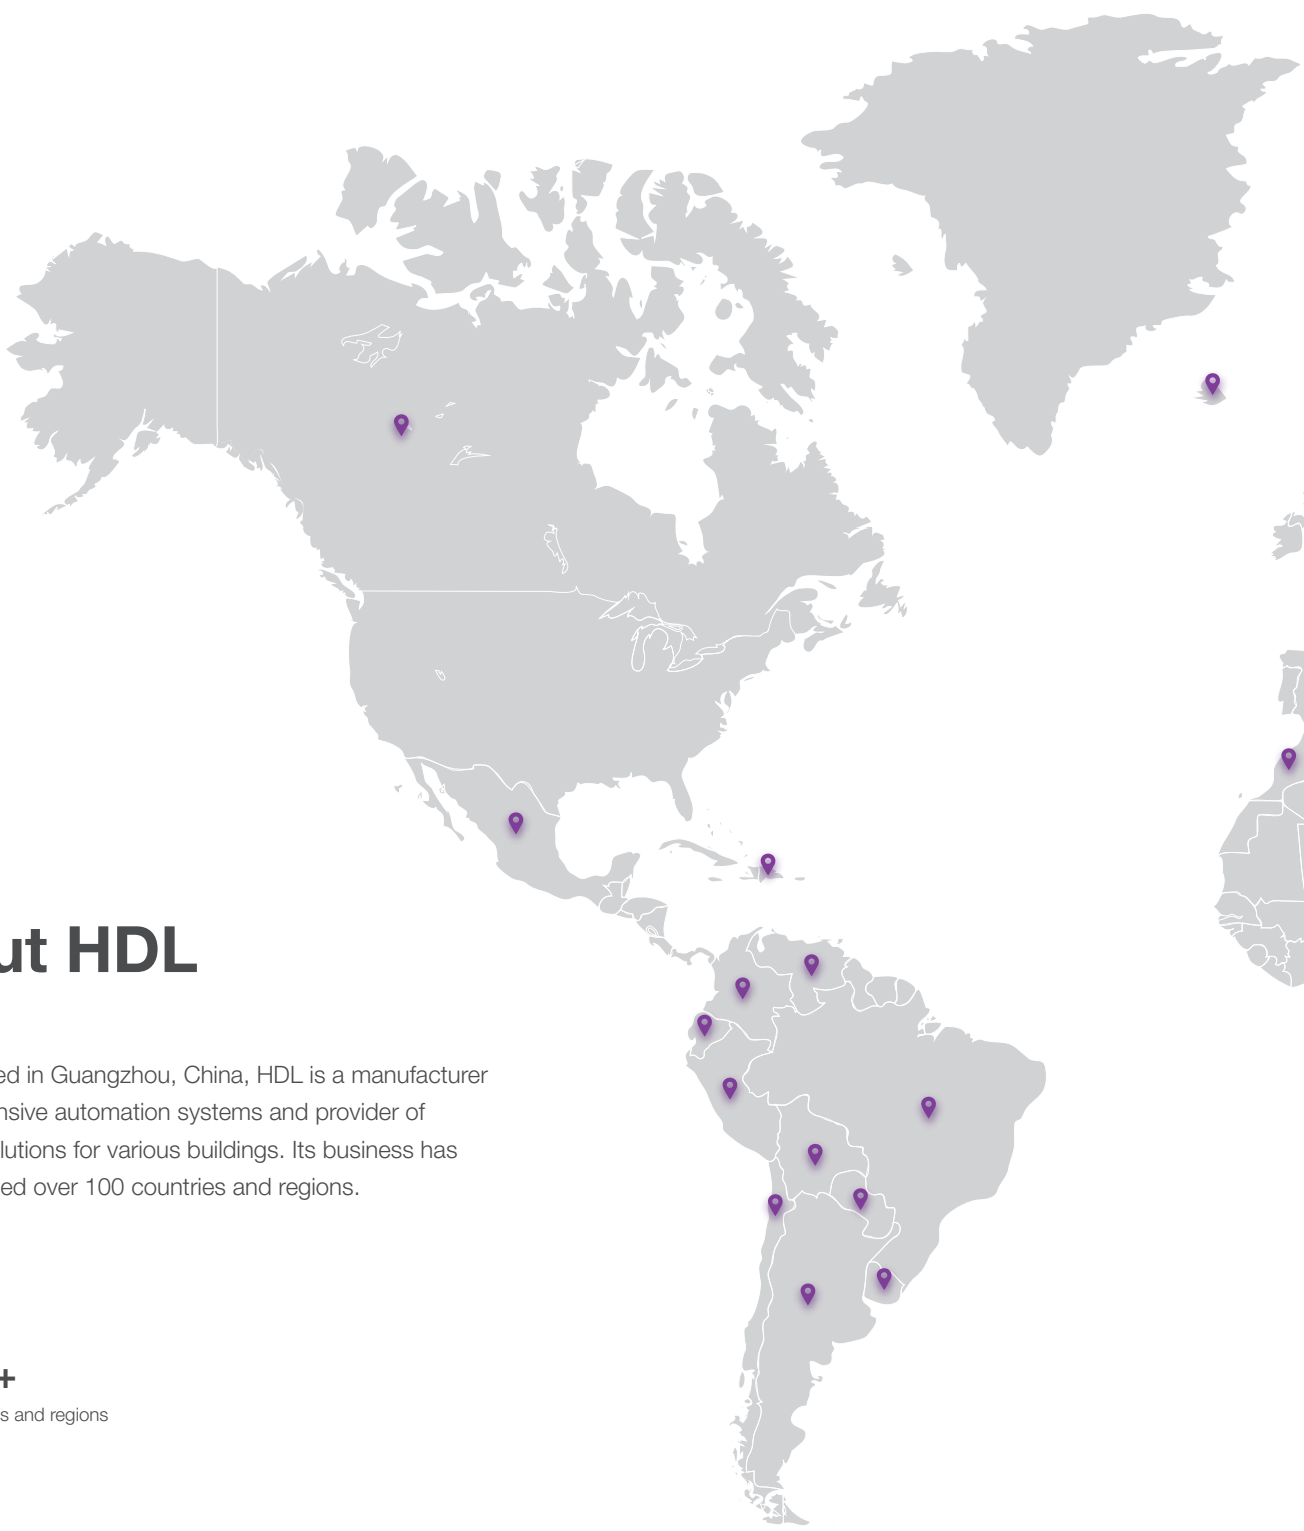 ut HDL
ed in Guangzhou, China, HDL is a manufacturer
nsive automation systems and provider of
lutions for various buildings. Its business has
ed over 100 countries and regions.
+
s and regions